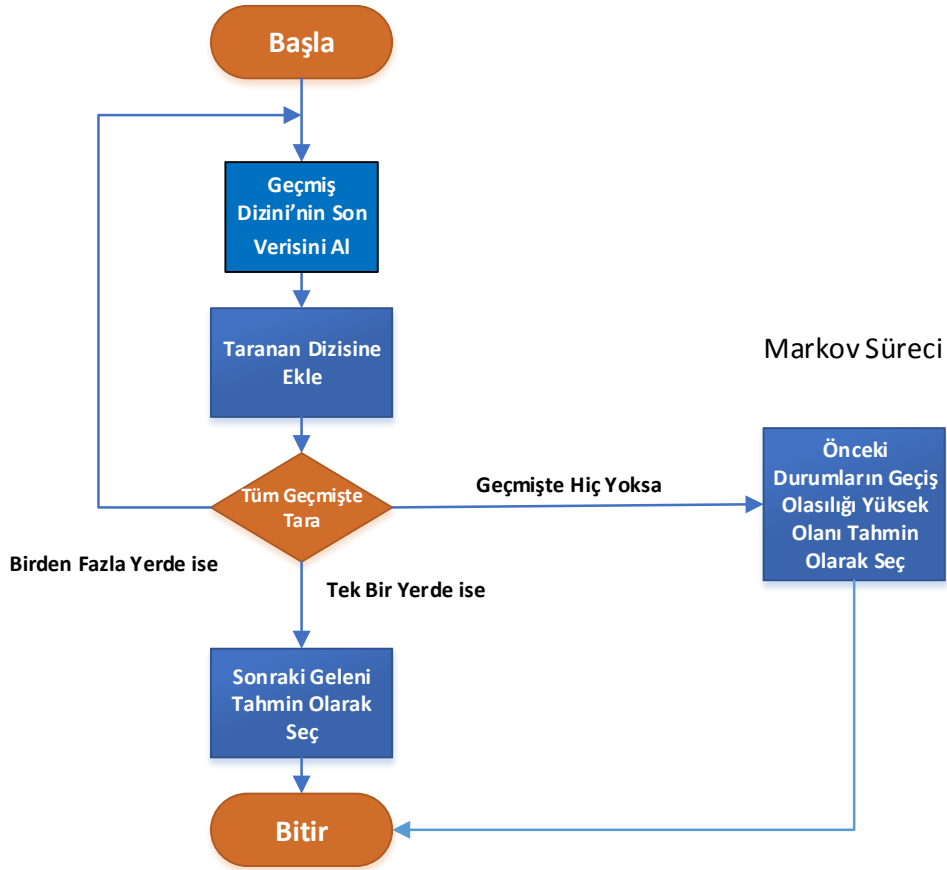 Başla
Geçmiş
Dizini’nin Son
Verisini Al
Taranan Dizisine
Ekle
Markov Süreci
Tüm Geçmişte
Tara
Geçmişte Hiç Yoksa
Önceki
Durumların Geçiş
Olasılığı Yüksek
Olanı Tahmin
Olarak Seç
Birden Fazla Yerde ise
Tek Bir Yerde ise
Sonraki Geleni
Tahmin Olarak
Seç
Bitir